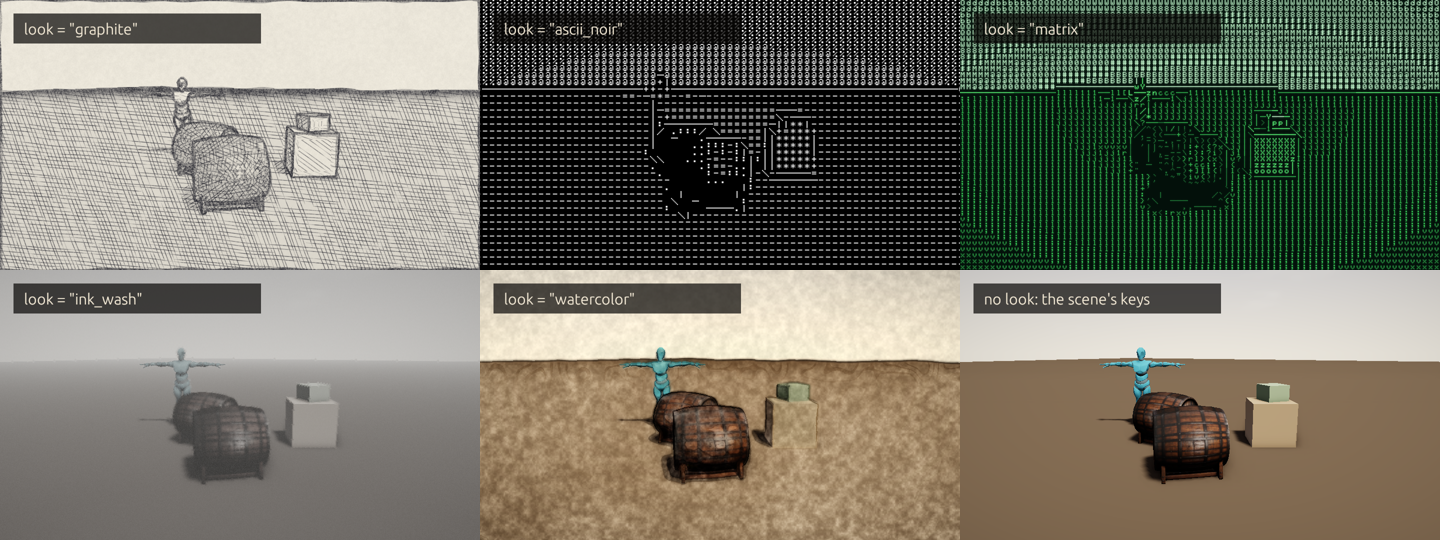 look = "graphite"
look = "ascii_noir"
look = "matrix"
look = "ink_wash"
look = "watercolor"
no look: the scene's keys